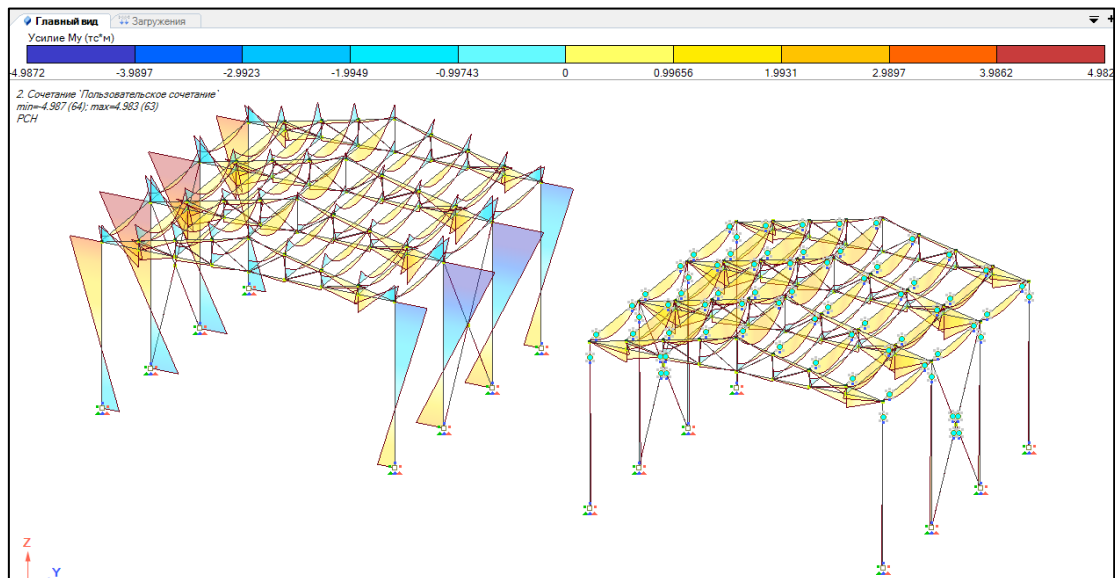 Главный вид Загружения
Усилие My (тс*м)
-4.9872 -3.9897 -2.9923 -1.9949 -0.99743 0 0.99656 1.9931 2.9897 3.9862 4.982
2. Сочетание 'Пользовательское сочетание'
min=-4.987 (64); max=4.983 (63)
РСН
Z
Y